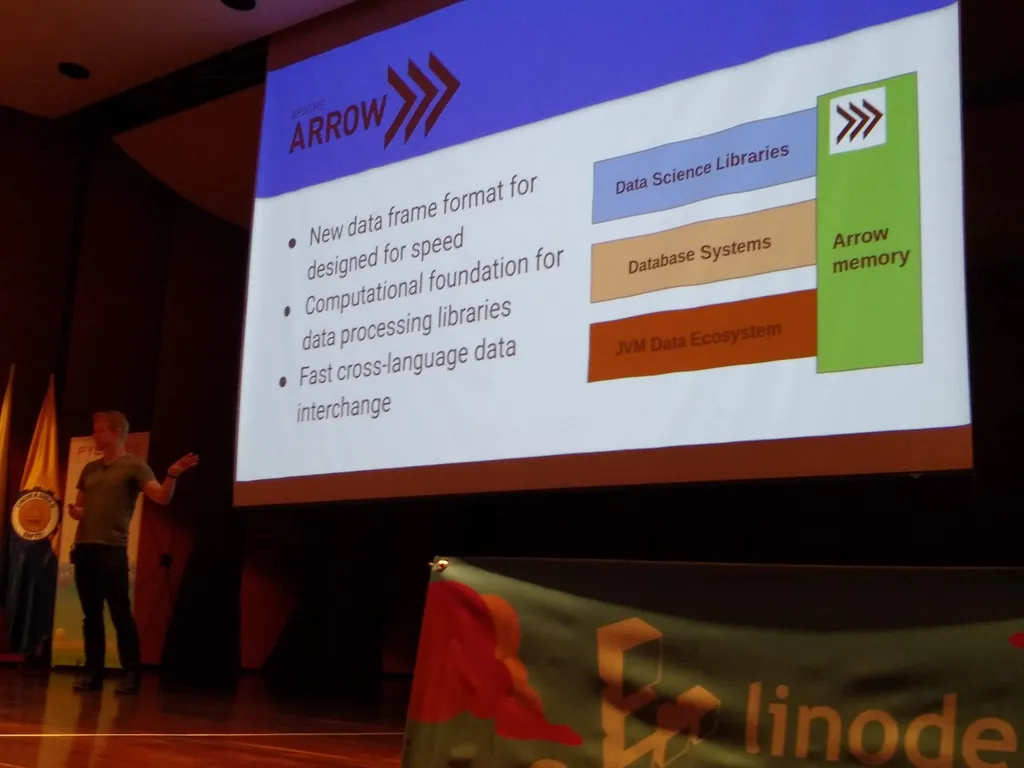 APACHE
ARROW
New data frame format for
designed for speed
Computational foundation for
data processing libraries
Fast cross-language data
interchange
Data Science Libraries
Database Systems
JVM Data Ecosystem
Arrow
memory
linode